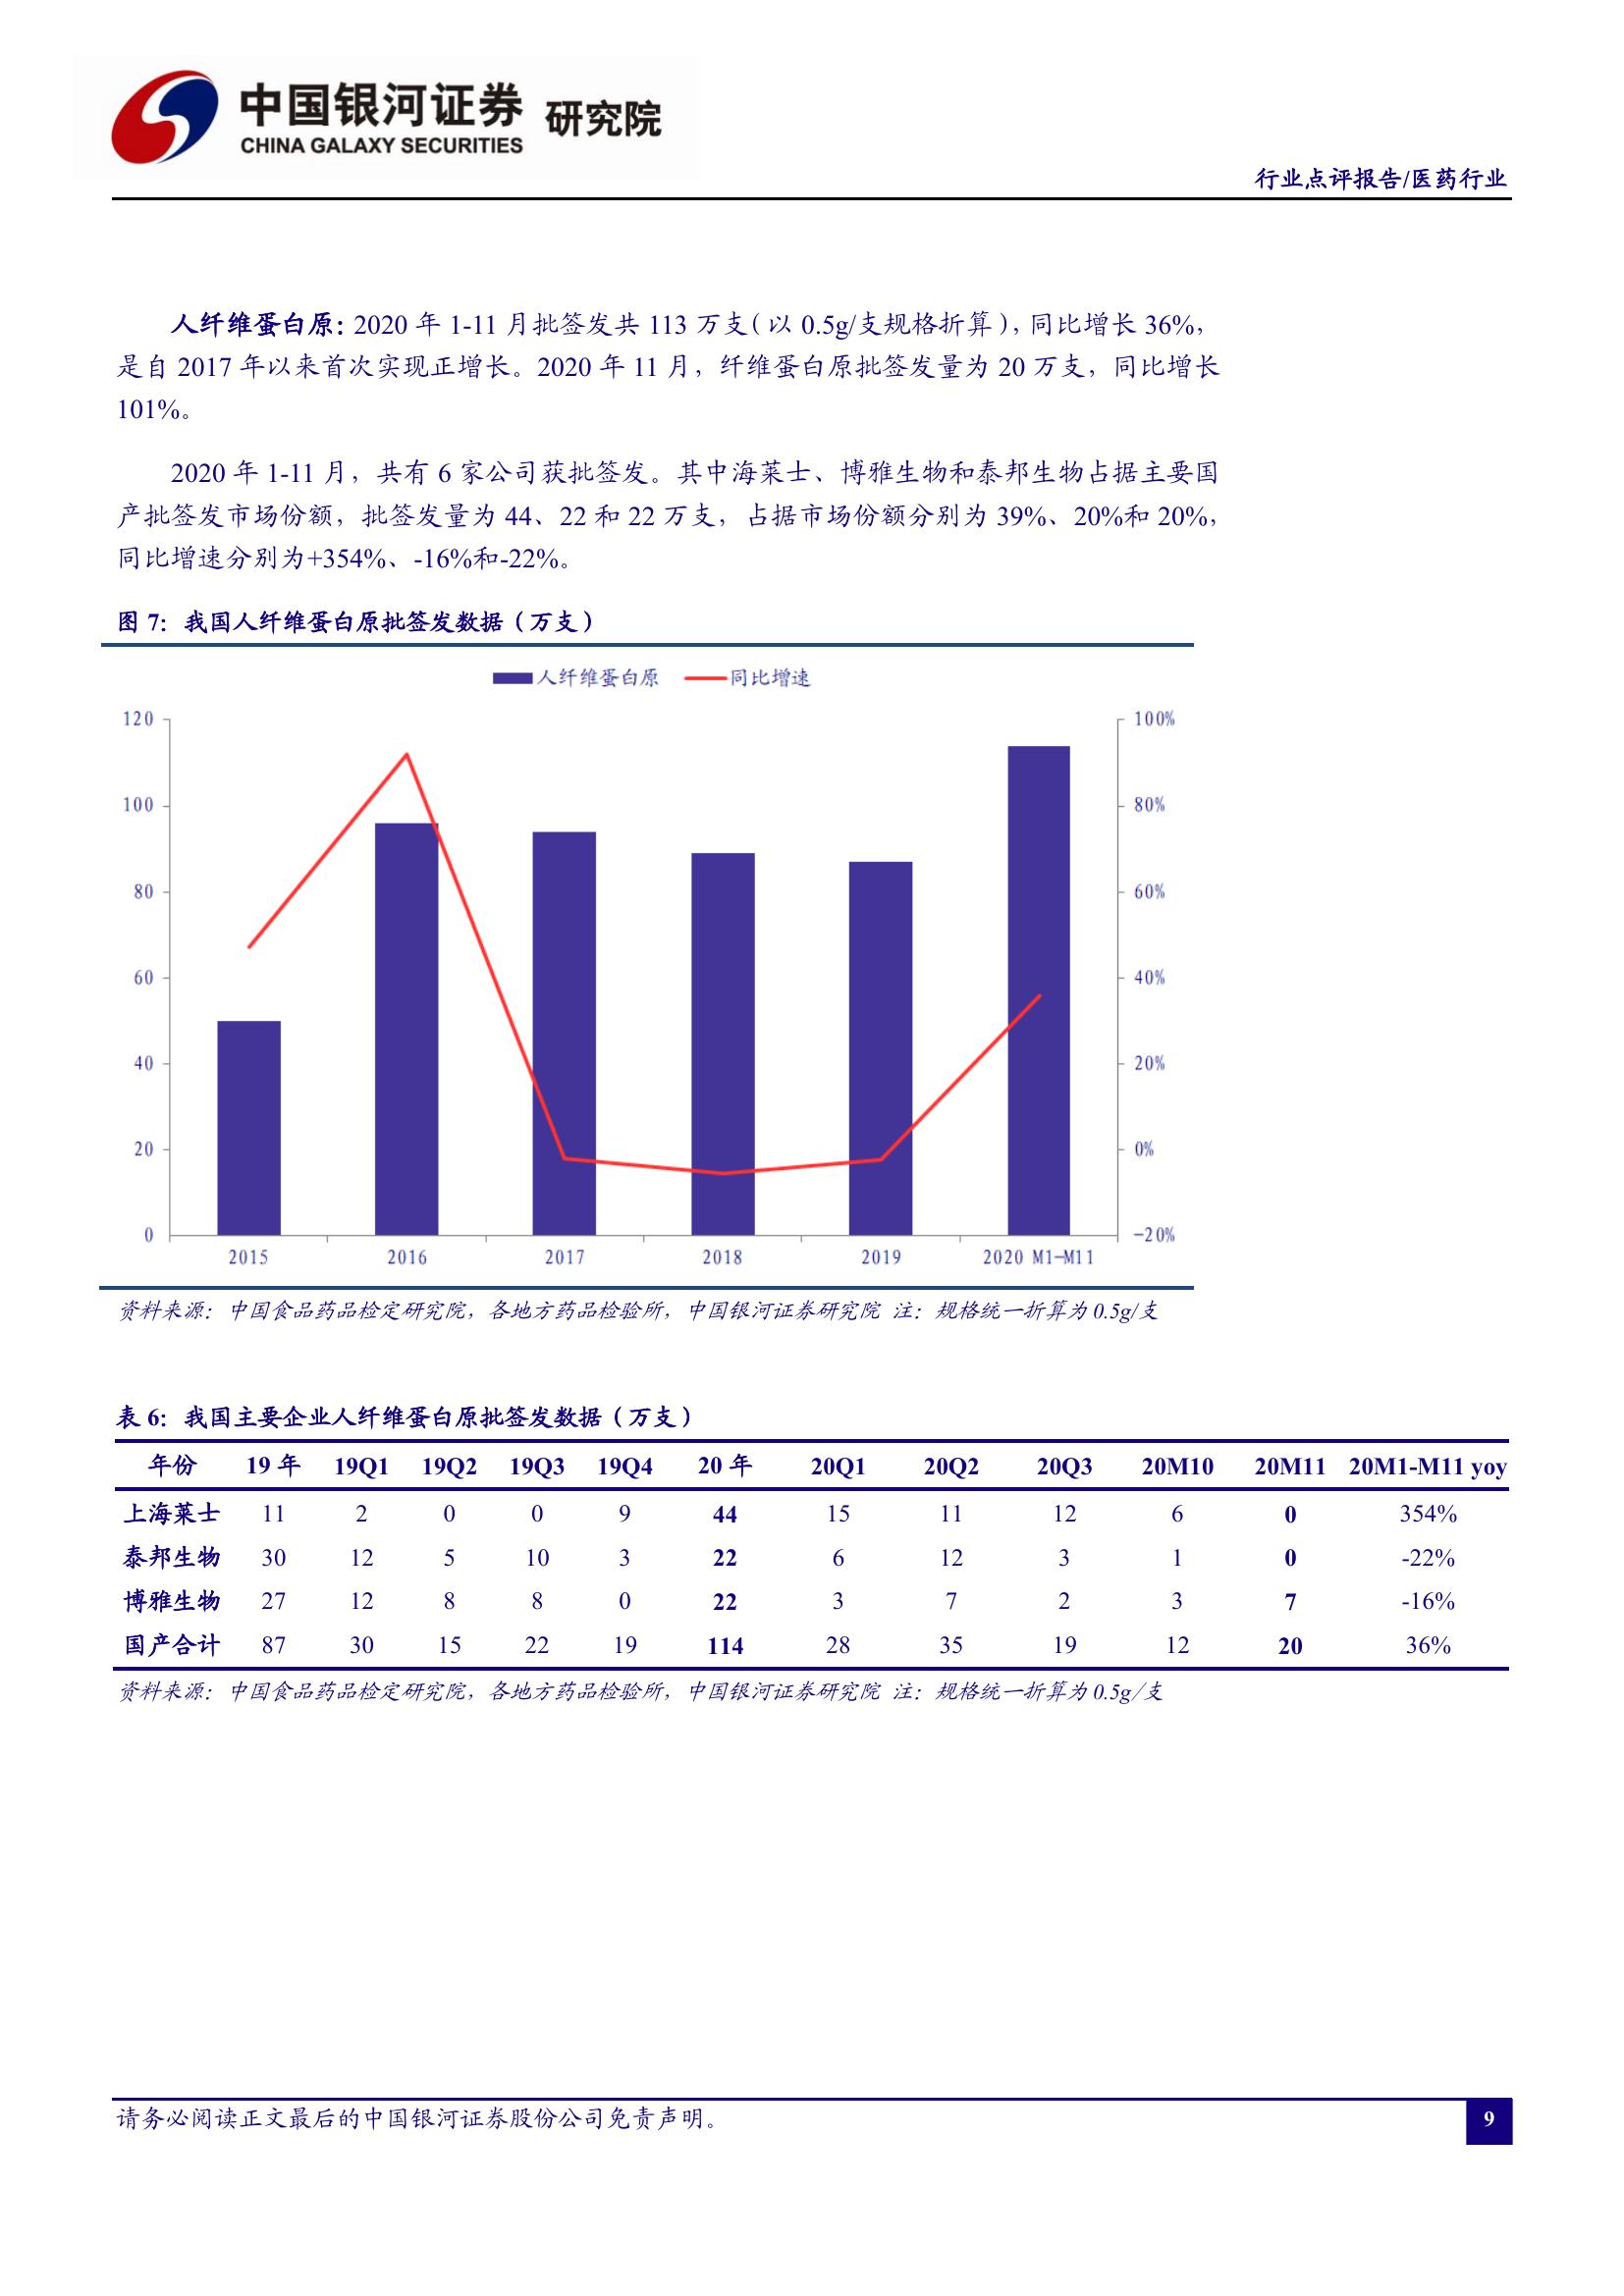 中国银河证券 研究院
CHINA GALAXY SECURITIES
行业点评报告/医药行业
人纤维蛋白原：2020 年 1-11 月批签发共 113 万支（以 0.5g/支规格折算），同比增长 36%，
是自 2017 年以来首次实现正增长。2020 年 11 月，纤维蛋白原批签发量为 20 万支，同比增长
101%。
2020 年 1-11 月，共有 6 家公司获批签发。其中海莱士、博雅生物和泰邦生物占据主要国
产批签发市场份额，批签发量为 44、22 和 22 万支，占据市场份额分别为 39%、20%和 20%，
同比增速分别为+354%、-16%和-22%。
图 7：我国人纤维蛋白原批签发数据（万支）
人纤维蛋白原 同比增速
120 100%
100 80%
80 60%
60 40%
40 20%
20 0%
0 -20%
2015 2016 2017 2018 2019 2020 M1-M11
资料来源：中国食品药品检定研究院，各地方药品检验所，中国银河证券研究院 注：规格统一折算为 0.5g/支
表 6：我国主要企业人纤维蛋白原批签发数据（万支）
年份 19 年 19Q1 19Q2 19Q3 19Q4 20 年 20Q1 20Q2 20Q3 20M10 20M11 20M1-M11 yoy
上海莱士 11 2 0 0 9 44 15 11 12 6 0 354%
泰邦生物 30 12 5 10 3 22 6 12 3 1 0 -22%
博雅生物 27 12 8 8 0 22 3 7 2 3 7 -16%
国产合计 87 30 15 22 19 114 28 35 19 12 20 36%
资料来源：中国食品药品检定研究院，各地方药品检验所，中国银河证券研究院 注：规格统一折算为 0.5g/支
请务必阅读正文最后的中国银河证券股份公司免责声明。
9